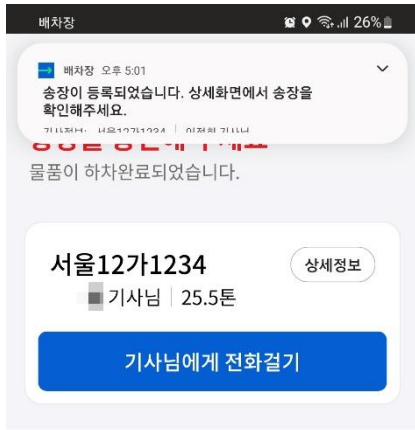 배차장
26%
배차장 오후 5:01
송장이 등록되었습니다. 상세화면에서 송장을
확인해주세요.
물품이 하차완료되었습니다.
서울12가1234
상세정보
기사님 25.5톤
기사님에게 전화걸기